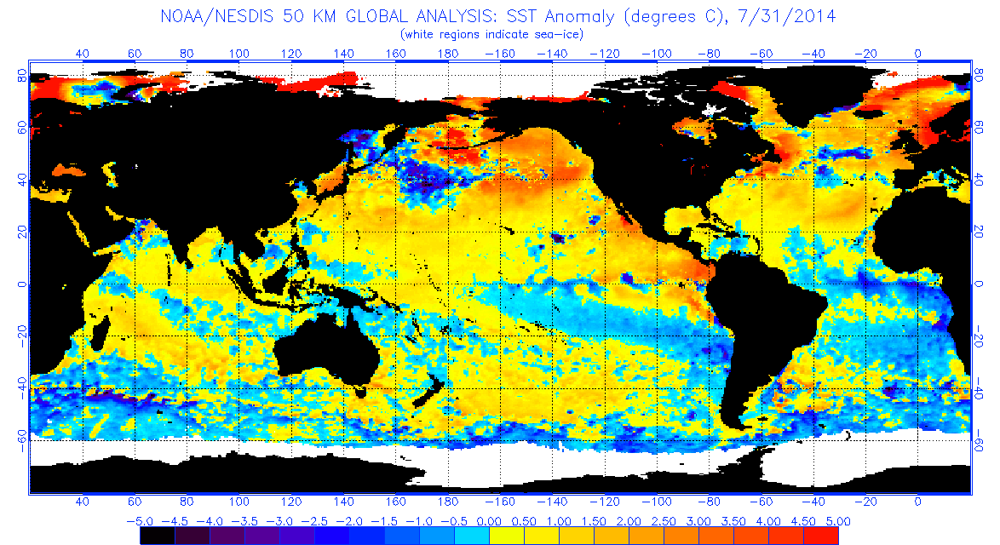 NOAA/NESDIS 50 KM GLOBAL ANALYSIS: SST Anomaly (degrees C), 7/31/2014
(white regions indicate sea-ice)
40 60 80 100 120 140 160 180 -160 -140 -120 -100 -80 -60 -40 -20 0
80 80
60 60
40 40
20 20
0 0
-20 -20
-40 -40
-60 -60
40 60 80 100 120 140 160 180 -160 -140 -120 -100 -80 -60 -40 -20 0
-5.0 -4.5 -4.0 -3.5 -3.0 -2.5 -2.0 -1.5 -1.0 -0.5 0.00 0.50 1.00 1.50 2.00 2.50 3.00 3.50 4.00 4.50 5.00